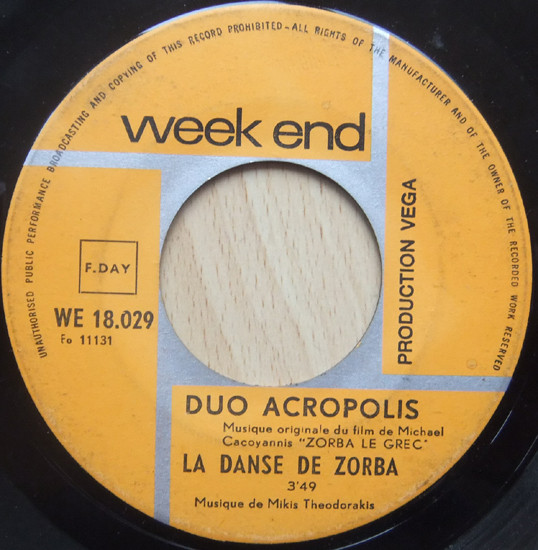 UNAUTHORISED PUBLIC PERFORMANCE BROADCASTING AND COPYING OF THIS RECORD PROHIBITED - ALL RIGHTS OF THE MANUFACTURER AND OF THE OWNER OF THE RECORDED WORK RESERVED
week end
PRODUCTION VEGA
F. DAY
WE 18.029
Fo 11131
DUO ACROPOLIS
Musique originale du film de Michael
Cacoyannis "ZORBA LE GREC"
LA DANSE DE ZORBA
3'49
Musique de Mikis Theodorakis